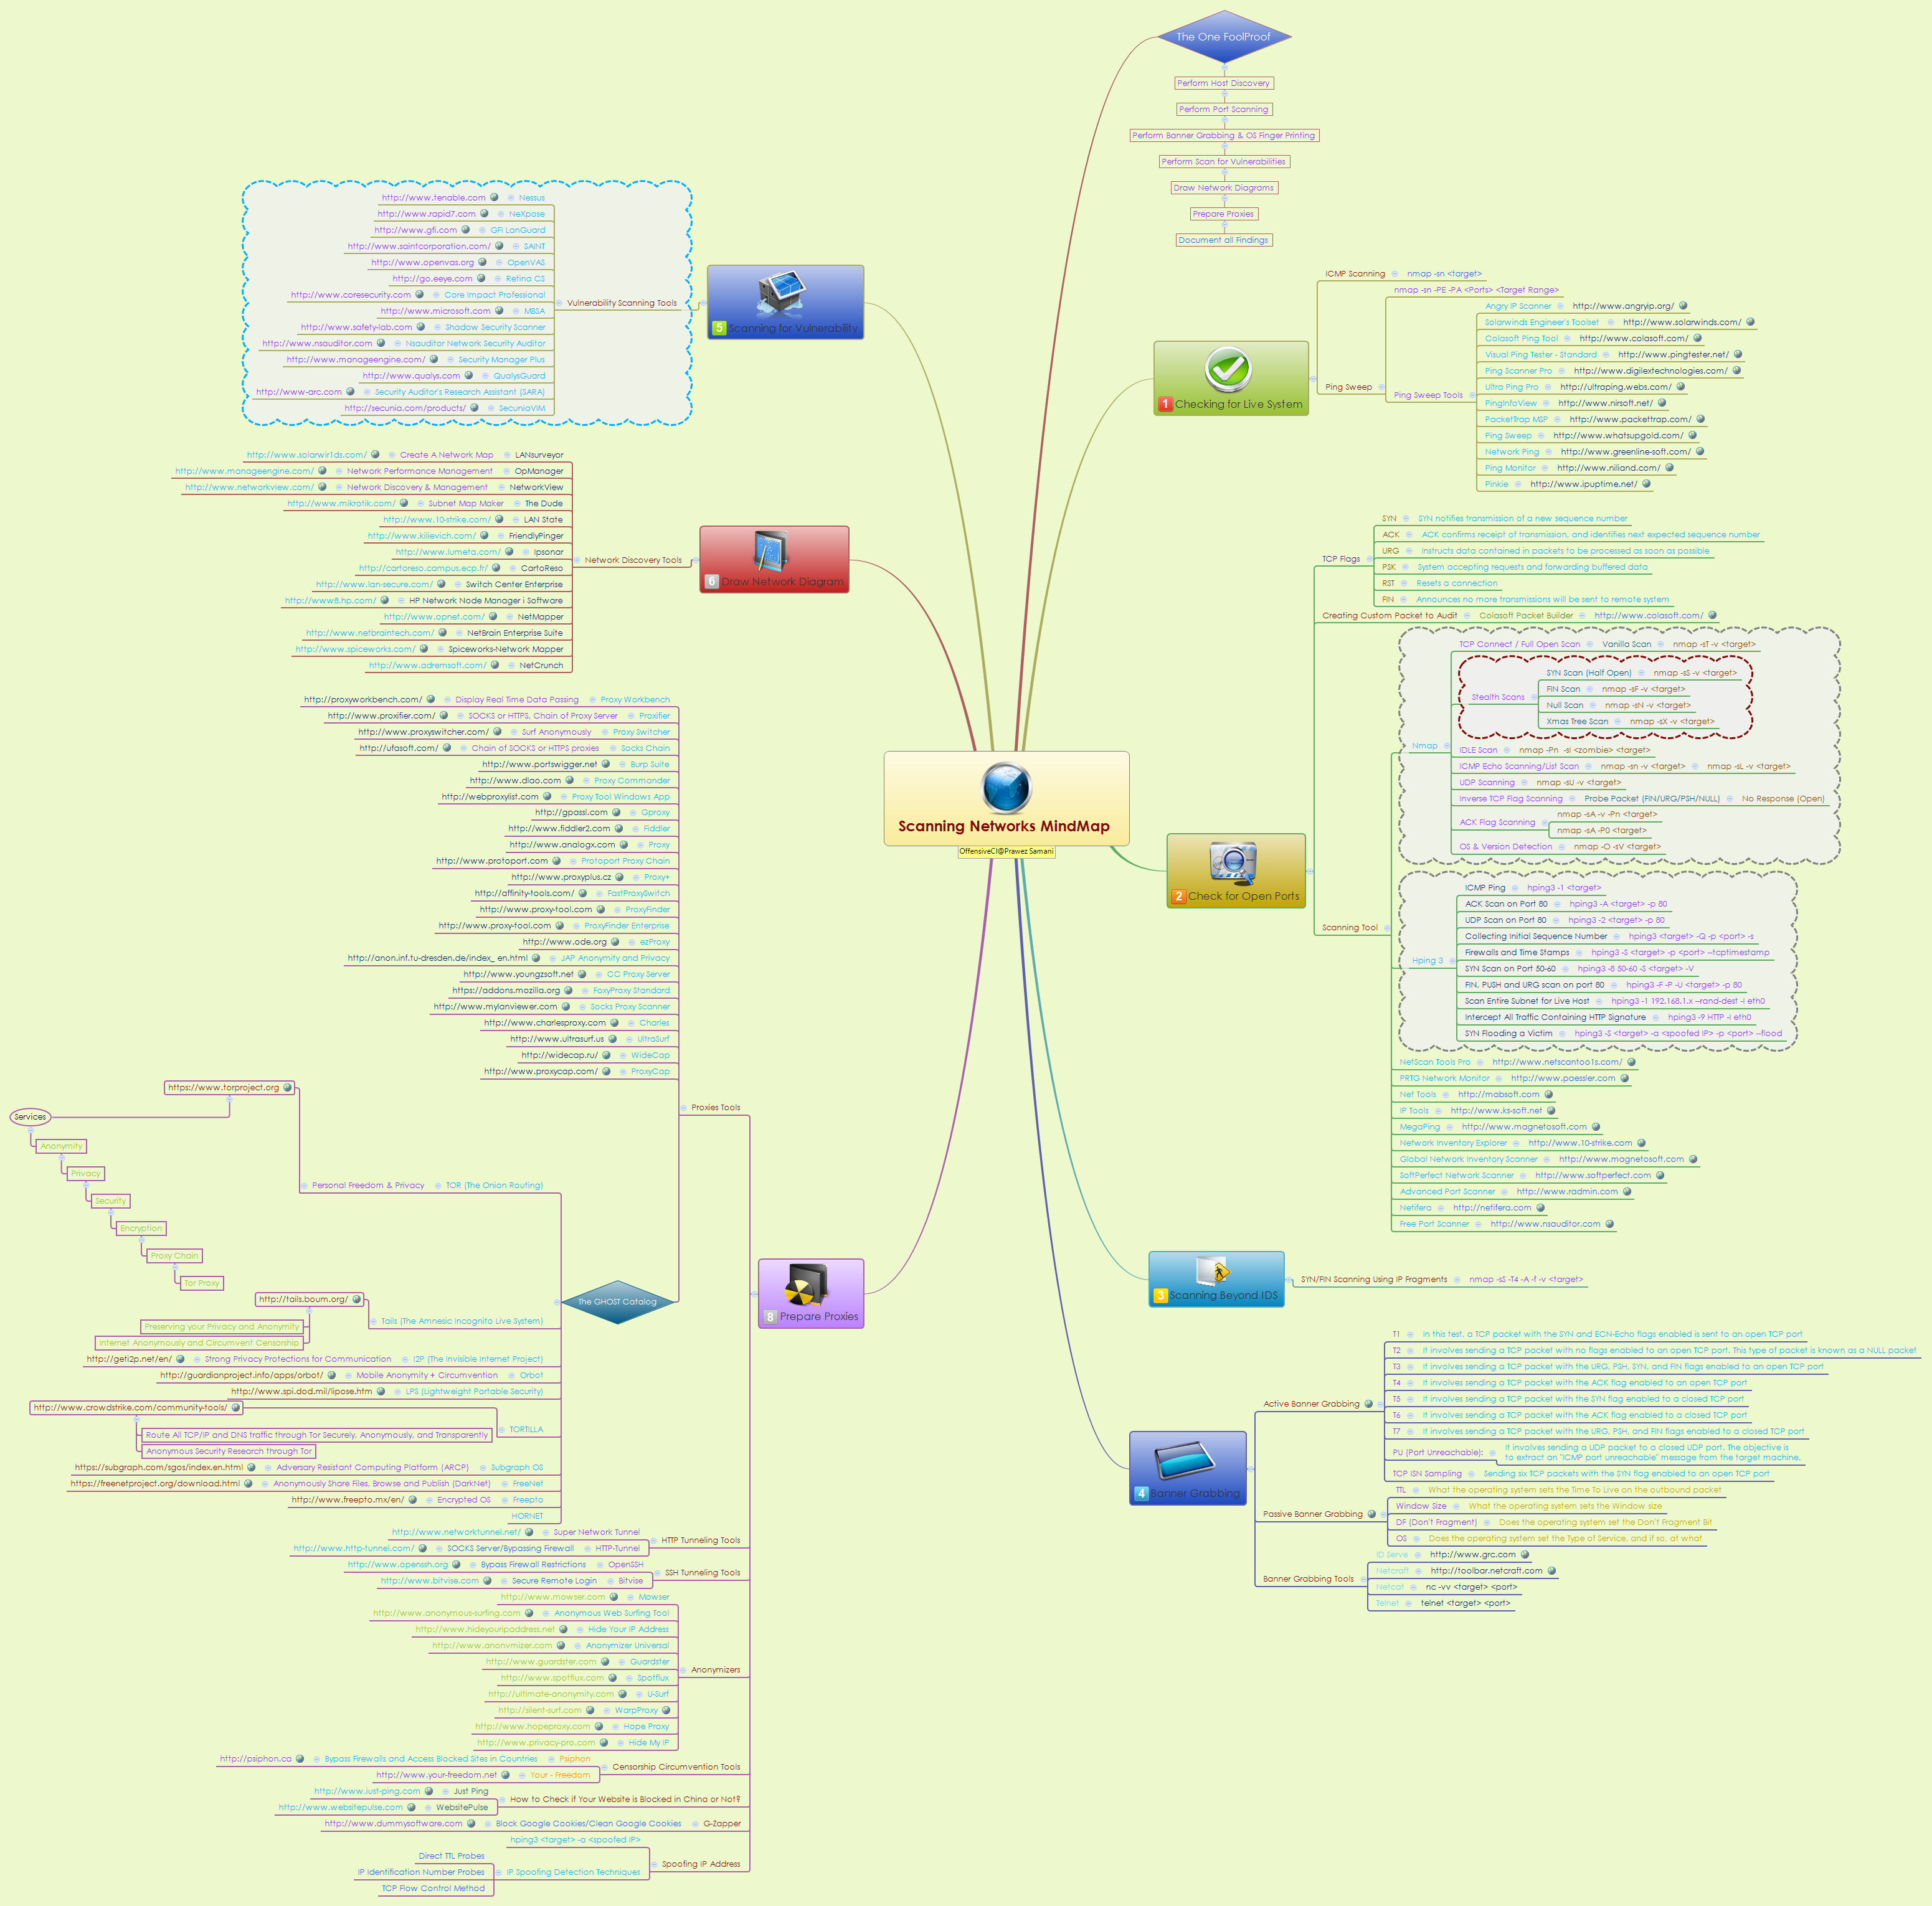 The One FoolProof
Perform Host Discovery
Perform Port Scanning
Perform Banner Grabbing & OS Finger Printing
Perform Scan for Vulnerabilities
Draw Network Diagrams
Prepare Proxies
Document all Findings
Scanning Networks MindMap
OffensiveCI@Prawez Samani
1 Checking for Live System
ICMP Scanning nmap -sn <target>
Ping Sweep
nmap -sn -PE -PA <Ports> <Target Range>
Ping Sweep Tools
Angry IP Scanner http://www.angryip.org/
Solarwinds Engineer's Toolset http://www.solarwinds.com/
Colasoft Ping Tool http://www.colasoft.com/
Visual Ping Tester - Standard http://www.pingtester.net/
Ping Scanner Pro http://www.digilextechnologies.com/
Ultra Ping Pro http://ultraping.webs.com/
PingInfoView http://www.nirsoft.net/
PacketTrap MSP http://www.packettrap.com/
Ping Sweep http://www.whatsupgold.com/
Network Ping http://www.greenline-soft.com/
Ping Monitor http://www.niliand.com/
Pinkie http://www.ipuptime.net/
2 Check for Open Ports
TCP Flags
SYN SYN notifies transmission of a new sequence number
ACK ACK confirms receipt of transmission, and identifies next expected sequence number
URG Instructs data contained in packets to be processed as soon as possible
PSK System accepting requests and forwarding buffered data
RST Resets a connection
FIN Announces no more transmissions will be sent to remote system
Creating Custom Packet to Audit Colasoft Packet Builder http://www.colasoft.com/
Scanning Tool
Nmap
TCP Connect / Full Open Scan Vanilla Scan nmap -sT -v <target>
Stealth Scans
SYN Scan (Half Open) nmap -sS -v <target>
FIN Scan nmap -sF -v <target>
Null Scan nmap -sN -v <target>
Xmas Tree Scan nmap -sX -v <target>
IDLE Scan nmap -Pn -sI <zombie> <target>
ICMP Echo Scanning/List Scan nmap -sn -v <target> nmap -sL -v <target>
UDP Scanning nmap -sU -v <target>
Inverse TCP Flag Scanning Probe Packet (FIN/URG/PSH/NULL) No Response (Open)
ACK Flag Scanning
nmap -sA -v -Pn <target>
nmap -sA -P0 <target>
OS & Version Detection nmap -O -sV <target>
Hping 3
ICMP Ping hping3 -1 <target>
ACK Scan on Port 80 hping3 -A <target> -p 80
UDP Scan on Port 80 hping3 -2 <target> -p 80
Collecting Initial Sequence Number hping3 <target> -Q -p <port> -s
Firewalls and Time Stamps hping3 -S <target> -p <port> --tcptimestamp
SYN Scan on Port 50-60 hping3 -8 50-60 -S <target> -V
FIN, PUSH and URG scan on port 80 hping3 -F -P -U <target> -p 80
Scan Entire Subnet for Live Host hping3 -1 192.168.1.x --rand-dest -I eth0
Intercept All Traffic Containing HTTP Signature hping3 -9 HTTP -I eth0
SYN Flooding a Victim hping3 -S <target> -a <spoofed IP> -p <port> --flood
NetScan Tools Pro http://www.netscantoo1s.com/
PRTG Network Monitor http://www.paessler.com
Net Tools http://mabsoft.com
IP Tools http://www.ks-soft.net
MegaPing http://www.magnetosoft.com
Network Inventory Explorer http://www.10-strike.com
Global Network Inventory Scanner http://www.magnetosoft.com
SoftPerfect Network Scanner http://www.softperfect.com
Advanced Port Scanner http://www.radmin.com
Netifera http://netifera.com
Free Port Scanner http://www.nsauditor.com
3 Scanning Beyond IDS
SYN/FIN Scanning Using IP Fragments nmap -sS -T4 -A -f -v <target>
4 Banner Grabbing
Active Banner Grabbing
T1 In this test, a TCP packet with the SYN and ECN-Echo flags enabled is sent to an open TCP port
T2 It involves sending a TCP packet with no flags enabled to an open TCP port. This type of packet is known as a NULL packet
T3 It involves sending a TCP packet with the URG, PSH, SYN, and FIN flags enabled to an open TCP port
T4 It involves sending a TCP packet with the ACK flag enabled to an open TCP port
T5 It involves sending a TCP packet with the SYN flag enabled to a closed TCP port
T6 It involves sending a TCP packet with the ACK flag enabled to a closed TCP port
T7 It involves sending a TCP packet with the URG, PSH, and FIN flags enabled to a closed TCP port
PU (Port Unreachable): It involves sending a UDP packet to a closed UDP port. The objective is
to extract an "ICMP port unreachable" message from the target machine.
TCP ISN Sampling Sending six TCP packets with the SYN flag enabled to an open TCP port
Passive Banner Grabbing
TTL What the operating system sets the Time To Live on the outbound packet
Window Size What the operating system sets the Window size
DF (Don't Fragment) Does the operating system set the Don't Fragment Bit
OS Does the operating system set the Type of Service, and if so, at what
Banner Grabbing Tools
ID Serve http://www.grc.com
Netcraft http://toolbar.netcraft.com
Netcat nc -vv <target> <port>
Telnet telnet <target> <port>
5 Scanning for Vulnerability
Vulnerability Scanning Tools
http://www.tenable.com Nessus
http://www.rapid7.com NeXpose
http://www.gfi.com GFI LanGuard
http://www.saintcorporation.com/ SAINT
http://www.openvas.org OpenVAS
http://go.eeye.com Retina CS
http://www.coresecurity.com Core Impact Professional
http://www.microsoft.com MBSA
http://www.safety-lab.com Shadow Security Scanner
http://www.nsauditor.com Nsauditor Network Security Auditor
http://www.manageengine.com/ Security Manager Plus
http://www.qualys.com QualysGuard
http://www-arc.com Security Auditor's Research Assistant (SARA)
http://secunia.com/products/ SecuniaVIM
6 Draw Network Diagram
Network Discovery Tools
http://www.solarwir1ds.com/ Create A Network Map LANsurveyor
http://www.manageengine.com/ Network Performance Management OpManager
http://www.networkview.com/ Network Discovery & Management NetworkView
http://www.mikrotik.com/ Subnet Map Maker The Dude
http://www.10-strike.com/ LAN State
http://www.kilievich.com/ FriendlyPinger
http://www.lumeta.com/ Ipsonar
http://cartoreso.campus.ecp.fr/ CartoReso
http://www.lan-secure.com/ Switch Center Enterprise
http://www8.hp.com/ HP Network Node Manager i Software
http://www.opnet.com/ NetMapper
http://www.netbraintech.com/ NetBrain Enterprise Suite
http://www.spiceworks.com/ Spiceworks-Network Mapper
http://www.adremsoft.com/ NetCrunch
8 Prepare Proxies
Proxies Tools
http://proxyworkbench.com/ Display Real Time Data Passing Proxy Workbench
http://www.proxifier.com/ SOCKS or HTTPS, Chain of Proxy Server Proxifier
http://www.proxyswitcher.com/ Surf Anonymously Proxy Switcher
http://ufasoft.com/ Chain of SOCKS or HTTPS proxies Socks Chain
http://www.portswigger.net Burp Suite
http://www.dlao.com Proxy Commander
http://webproxylist.com Proxy Tool Windows App
http://gpassl.com Gproxy
http://www.fiddler2.com Fiddler
http://www.analogx.com Proxy
http://www.protoport.com Protoport Proxy Chain
http://www.proxyplus.cz Proxy+
http://affinity-tools.com/ FastProxySwitch
http://www.proxy-tool.com ProxyFinder
http://www.proxy-tool.com ProxyFinder Enterprise
http://www.ode.org ezProxy
http://anon.inf.tu-dresden.de/index_ en.html JAP Anonymity and Privacy
http://www.youngzsoft.net CC Proxy Server
https://addons.mozilla.org FoxyProxy Standard
http://www.mylanviewer.com Socks Proxy Scanner
http://www.charlesproxy.com Charles
http://www.ultrasurf.us UltraSurf
http://widecap.ru/ WideCap
http://www.proxycap.com/ ProxyCap
The GHOST Catalog
https://www.torproject.org
Services
Anonymity
Privacy
Security
Encryption
Proxy Chain
Tor Proxy
Personal Freedom & Privacy TOR (The Onion Routing)
http://tails.boum.org/
Tails (The Amnesic Incognito Live System)
Preserving your Privacy and Anonymity
Internet Anonymously and Circumvent Censorship
http://geti2p.net/en/ Strong Privacy Protections for Communication I2P (The Invisible Internet Project)
http://guardianproject.info/apps/orbot/ Mobile Anonymity + Circumvention Orbot
http://www.spi.dod.mil/lipose.htm LPS (Lightweight Portable Security)
http://www.crowdstrike.com/community-tools/
TORTILLA
Route All TCP/IP and DNS traffic through Tor Securely, Anonymously, and Transparently
Anonymous Security Research through Tor
https://subgraph.com/sgos/index.en.html Adversary Resistant Computing Platform (ARCP) Subgraph OS
https://freenetproject.org/download.html Anonymously Share Files, Browse and Publish (DarkNet) FreeNet
http://www.freepto.mx/en/ Encrypted OS Freepto
HORNET
HTTP Tunneling Tools
http://www.networktunnel.net/ Super Network Tunnel
http://www.http-tunnel.com/ SOCKS Server/Bypassing Firewall HTTP-Tunnel
SSH Tunneling Tools
http://www.openssh.org Bypass Firewall Restrictions OpenSSH
http://www.bitvise.com Secure Remote Login Bitvise
Anonymizers
http://www.mowser.com Mowser
http://www.anonymous-surfing.com Anonymous Web Surfing Tool
http://www.hideyouripaddress.net Hide Your IP Address
http://www.anonvmizer.com Anonymizer Universal
http://www.guardster.com Guardster
http://www.spotflux.com Spotflux
http://ultimate-anonymity.com U-Surf
http://silent-surf.com WarpProxy
http://www.hopeproxy.com Hope Proxy
http://www.privacy-pro.com Hide My IP
Censorship Circumvention Tools
http://psiphon.ca Bypass Firewalls and Access Blocked Sites in Countries Psiphon
http://www.your-freedom.net Your - Freedom
How to Check if Your Website is Blocked in China or Not?
http://www.iust-ping.com Just Ping
http://www.websitepulse.com WebsitePulse
http://www.dummysoftware.com Block Google Cookies/Clean Google Cookies G-Zapper
Spoofing IP Address
hping3 <target> -a <spoofed IP>
IP Spoofing Detection Techniques
Direct TTL Probes
IP Identification Number Probes
TCP Flow Control Method